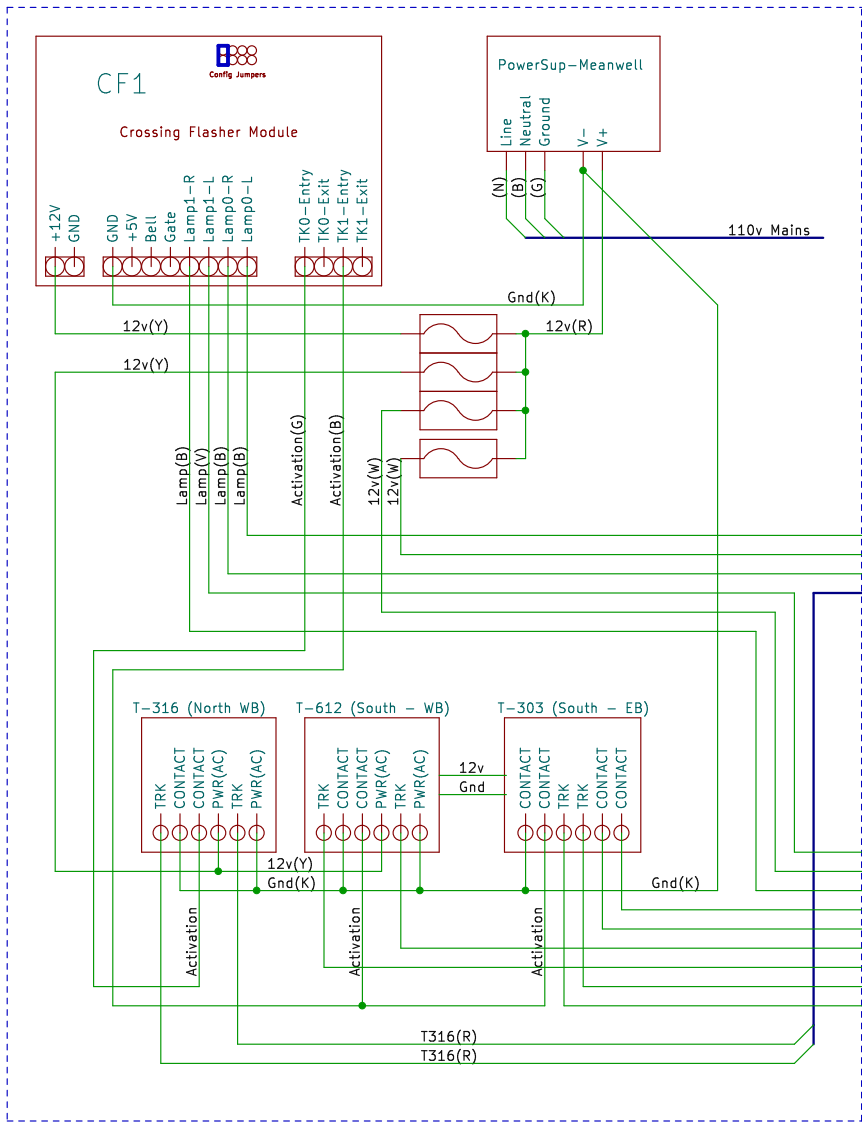 Config Jumpers
CF1
Crossing Flasher Module
+12V
GND
GND
+5V
Bell
Gate
Lamp1-R
Lamp1-L
Lamp0-R
Lamp0-L
TK0-Entry
TK0-Exit
TK1-Entry
TK1-Exit
PowerSup-Meanwell
Line
Neutral
Ground
V-
V+
(N)
(B)
(G)
110v Mains
Gnd(K)
12v(Y)
12v(R)
12v(Y)
Lamp(B)
Lamp(V)
Lamp(B)
Lamp(B)
Activation(G)
Activation(B)
12v(W)
12v(W)
T-316 (North WB)
TRK
CONTACT
CONTACT
PWR(AC)
TRK
PWR(AC)
T-612 (South - WB)
TRK
CONTACT
CONTACT
PWR(AC)
TRK
PWR(AC)
12v
Gnd
T-303 (South - EB)
CONTACT
CONTACT
TRK
TRK
CONTACT
CONTACT
12v(Y)
Gnd(K)
Gnd(K)
Activation
Activation
Activation
T316(R)
T316(R)